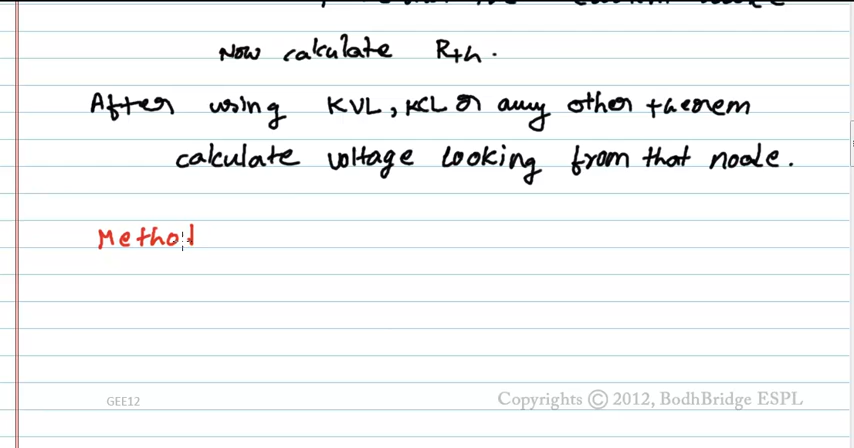 Now calculate Rth.
After using KVL, KCL or any other theorem
calculate voltage looking from that node.
Method
GEE12
Copyrights © 2012, BodhBridge ESPL